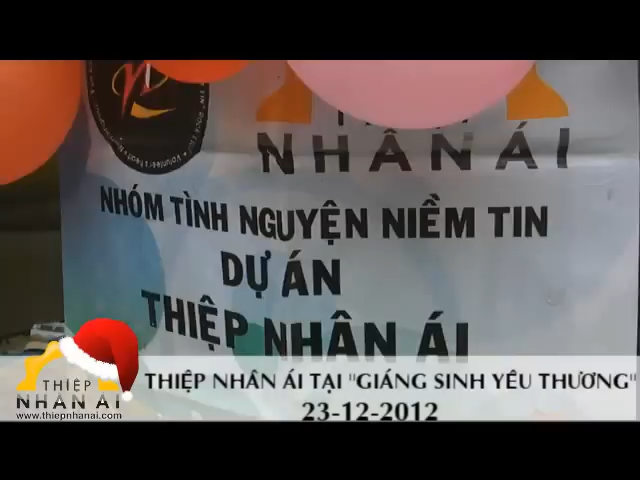 NHÂN ÁI
NHÓM TÌNH NGUYỆN NIỀM TIN
DỰ ÁN
THIỆP NHÂN ÁI
THIỆP NHÂN ÁI TẠI "GIÁNG SINH YÊU THƯƠNG"
23-12-2012
THIỆP
NHAN AI
www.thiepnhanai.com